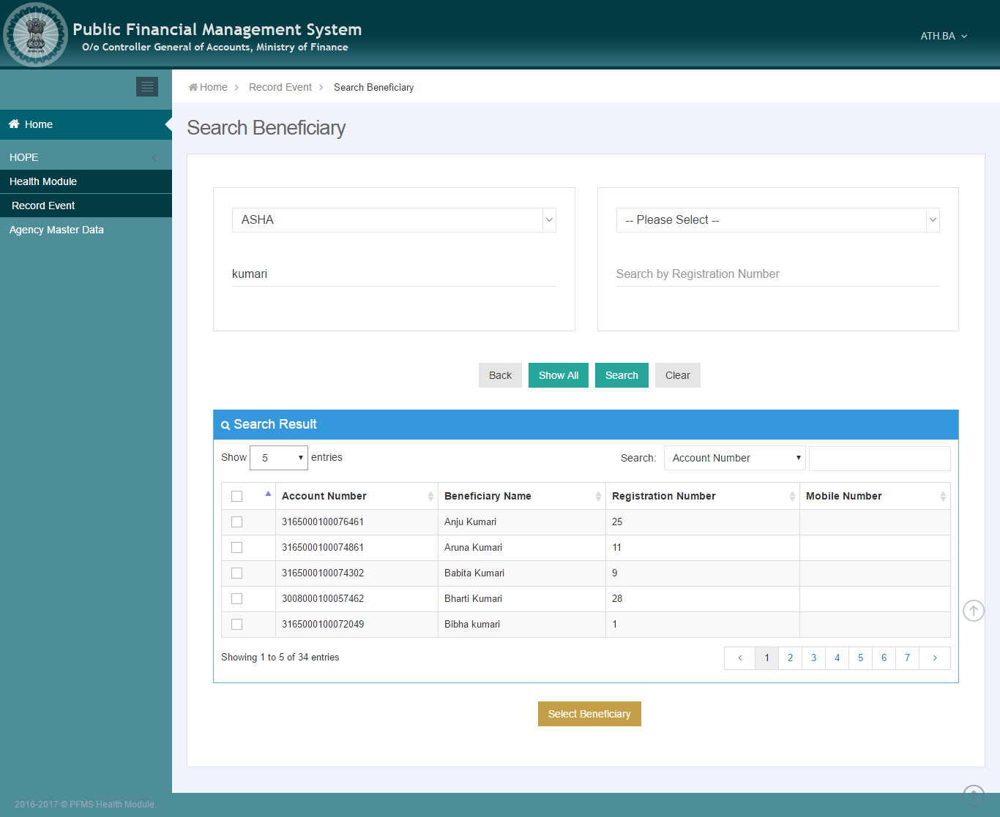 Public Financial Management System
O/o Controller General of Accounts, Ministry of Finance
ATH.BA
Home
HOPE
Health Module
Record Event
Agency Master Data
Home > Record Event > Search Beneficiary
Search Beneficiary
ASHA
kumari
-- Please Select --
Search by Registration Number
Back Show All Search Clear
Search Result
Show 5 entries Search: Account Number
Account Number Beneficiary Name Registration Number Mobile Number
3165000100076461 Anju Kumari 25
3165000100074861 Aruna Kumari 11
3165000100074302 Babita Kumari 9
3008000100057462 Bharti Kumari 28
3165000100072049 Bibha kumari 1
Showing 1 to 5 of 34 entries < 1 2 3 4 5 6 7 >
Select Beneficiary
2016-2017 © PFMS Health Module.